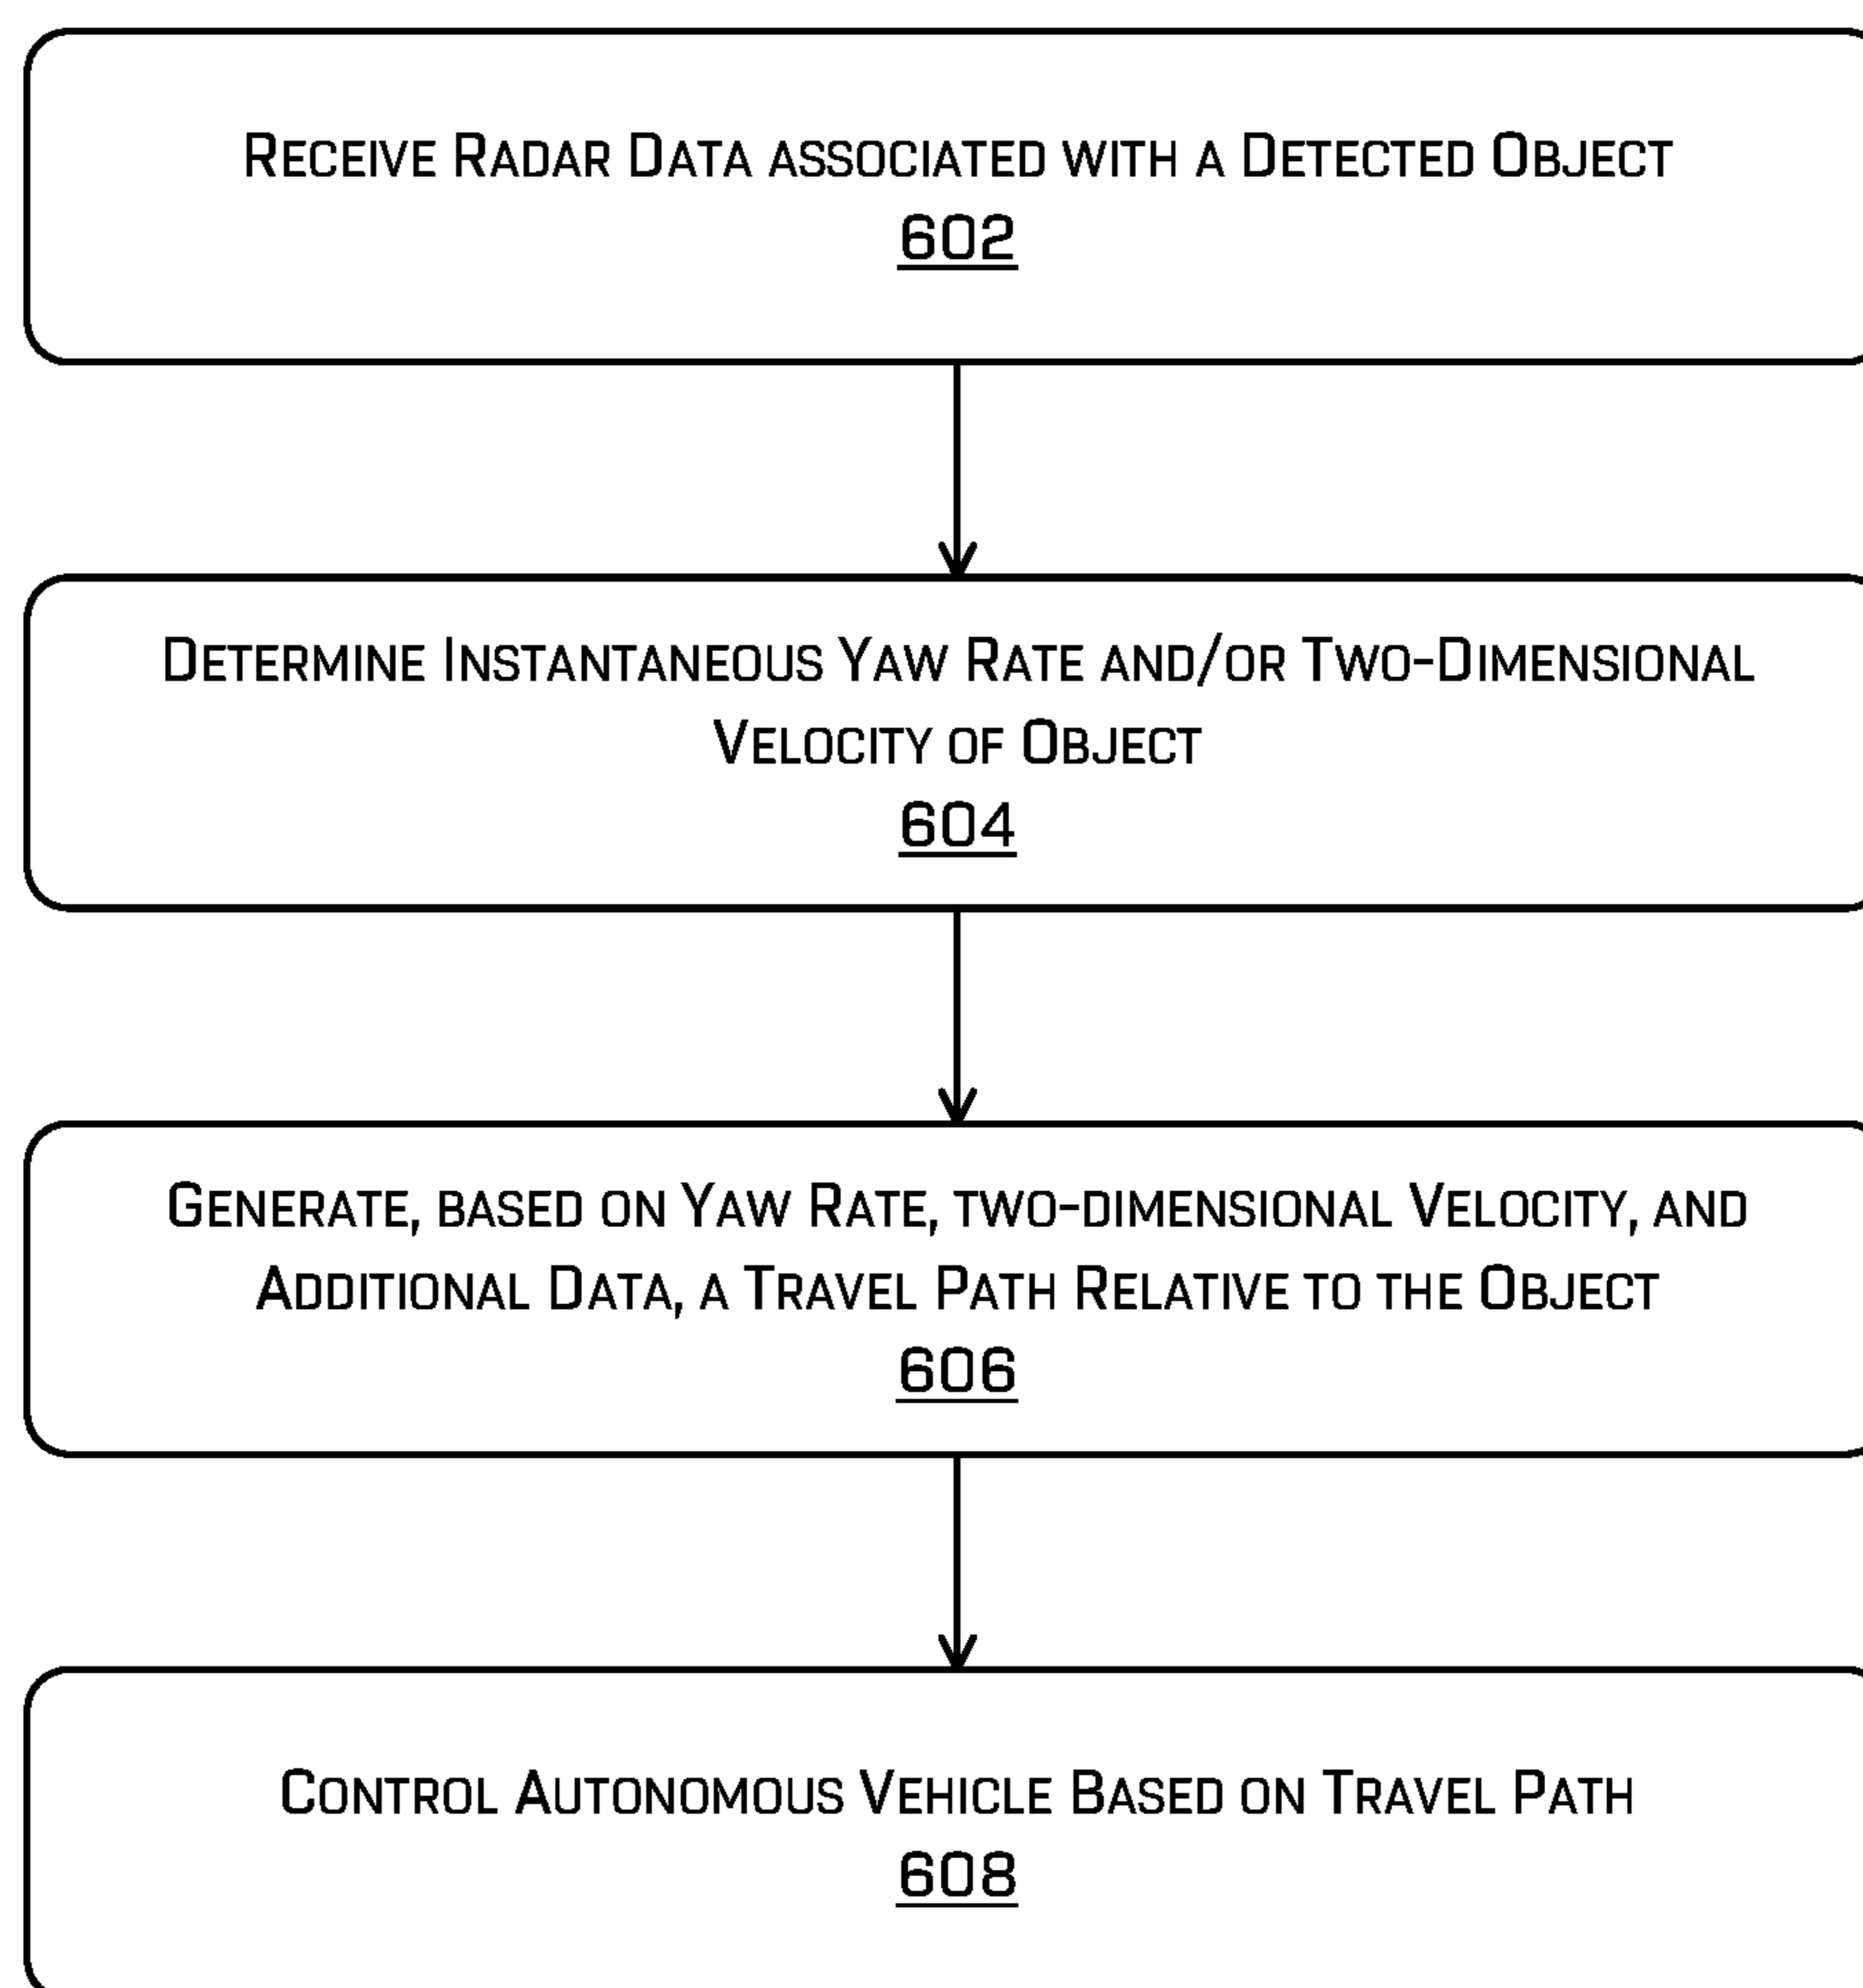 Receive Radar Data associated with a Detected Object
602
Determine Instantaneous Yaw Rate and/or Two-Dimensional
Velocity of Object
604
Generate, based on Yaw Rate, two-dimensional Velocity, and
Additional Data, a Travel Path Relative to the Object
606
Control Autonomous Vehicle Based on Travel Path
608